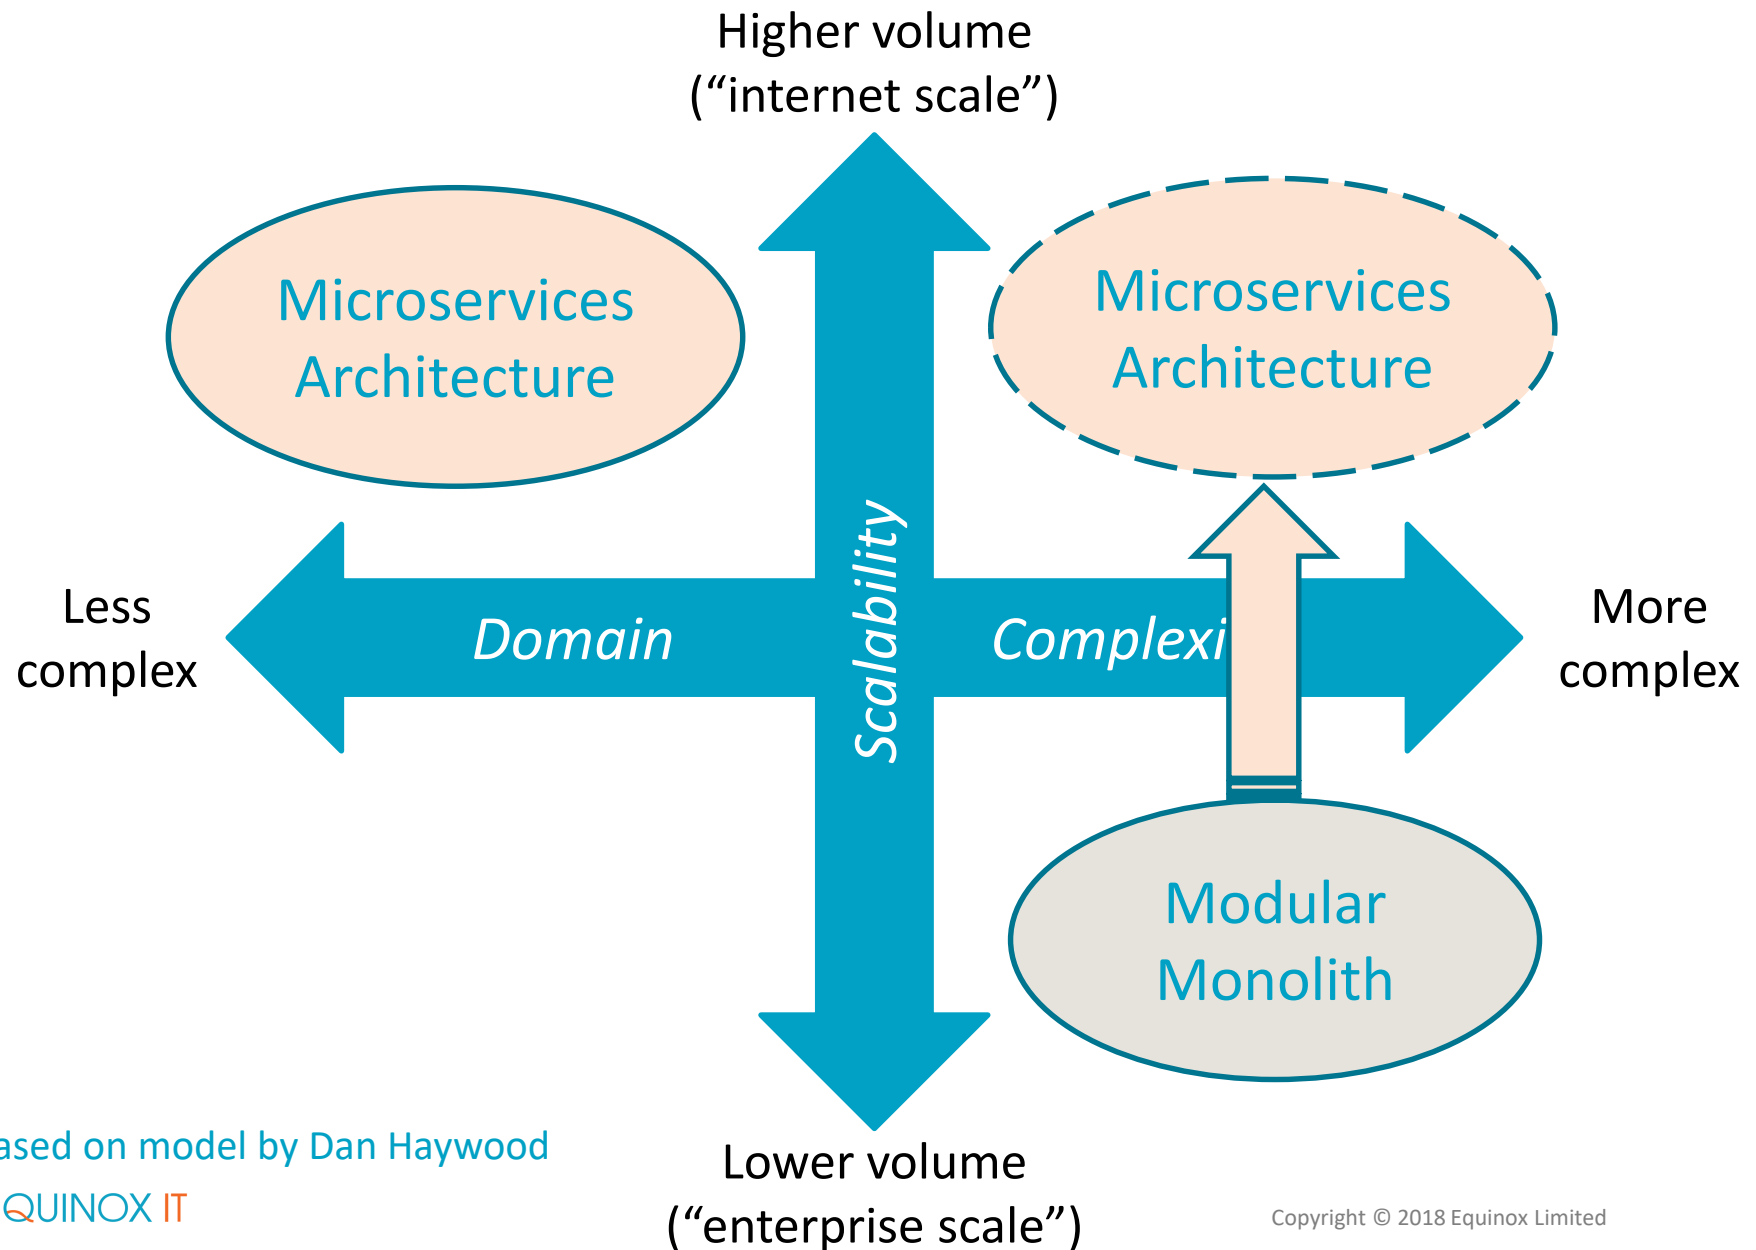 Higher volume
(“internet scale”)
Microservices
Architecture
Microservices
Architecture
Scalability
Less
complex
Domain
Complexi
More
complex
Modular
Monolith
ased on model by Dan Haywood
QUINOX IT
Lower volume
(“enterprise scale”)
Copyright © 2018 Equinox Limited